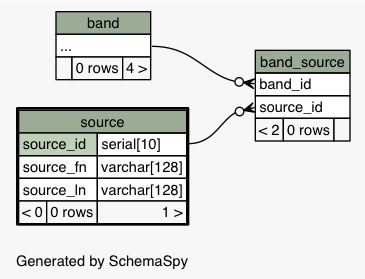 band
...
0 rows 4 >
band_source
band_id
source_id
< 2 0 rows
source
source_id serial[10]
source_fn varchar[128]
source_ln varchar[128]
< 0 0 rows 1 >
Generated by SchemaSpy